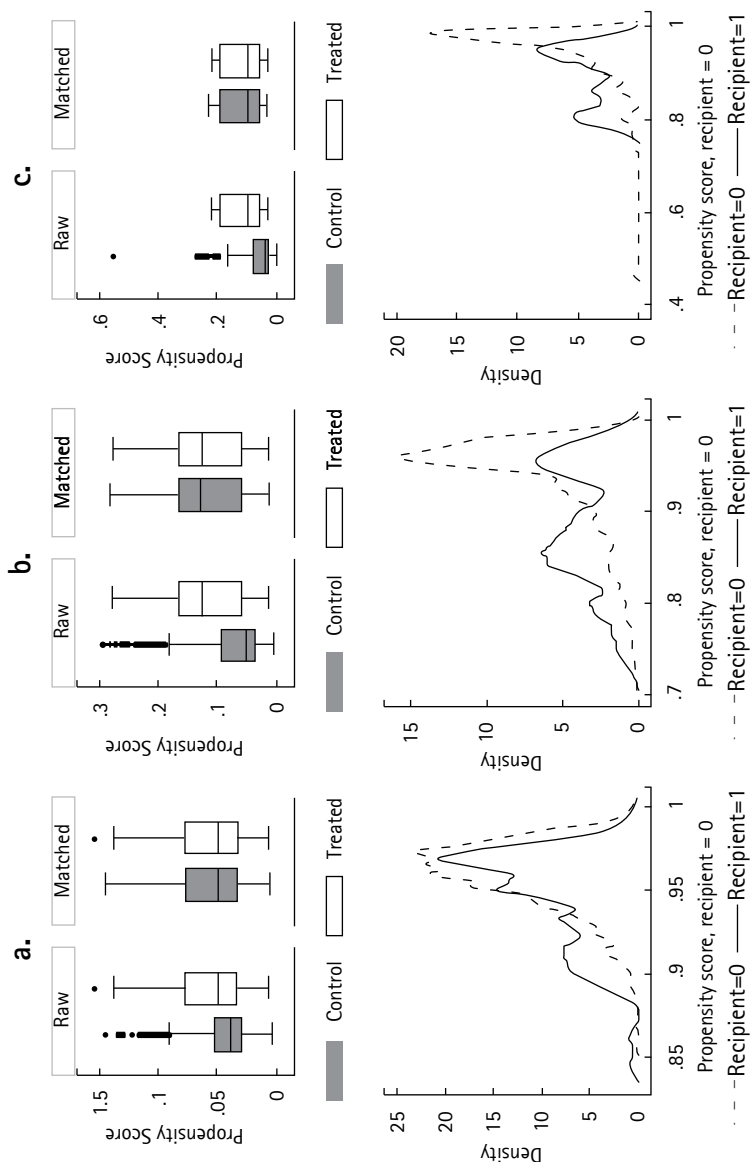 a.
Raw
Matched
Propensity Score
1.5
.1
.05
0
Control
Treated
Density
25
20
15
10
5
0
.85
.9
.95
1
Propensity score, recipient = 0
Recipient=0
Recipient=1
b.
Raw
Matched
Propensity Score
.3
.2
.1
0
Control
Treated
Density
15
10
5
0
.7
.8
.9
1
Propensity score, recipient = 0
Recipient=0
Recipient=1
c.
Raw
Matched
Propensity Score
.6
.4
.2
0
Control
Treated
Density
20
15
10
5
0
.4
.6
.8
1
Propensity score, recipient = 0
Recipient=0
Recipient=1